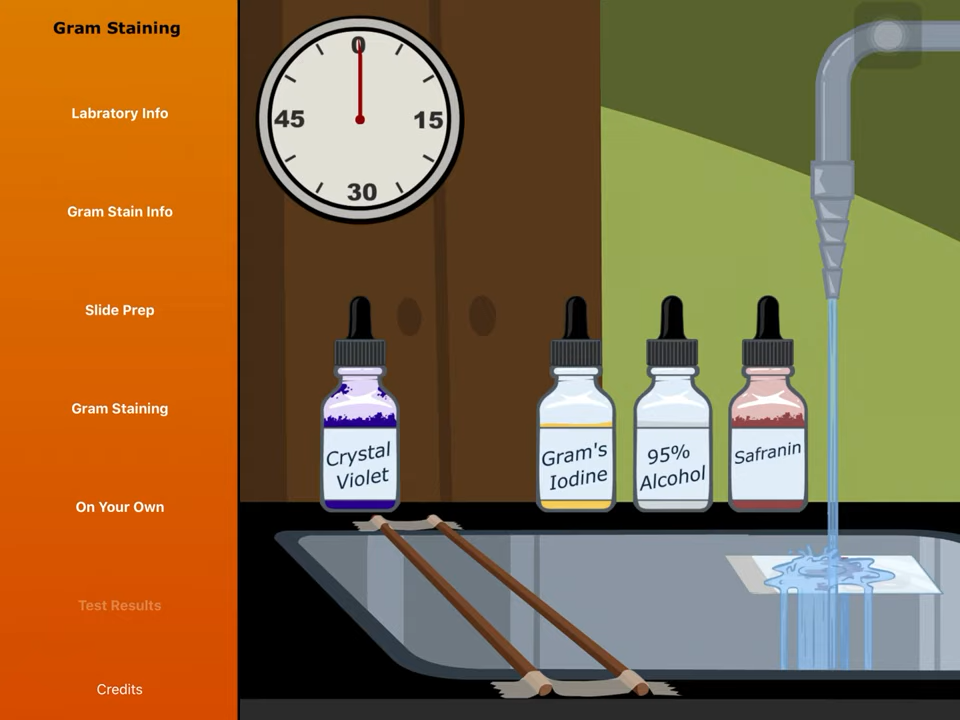 Gram Staining
Labratory Info
Gram Stain Info
Slide Prep
Gram Staining
On Your Own
Test Results
Credits
0
45
15
30
Crystal
Violet
Gram's
Iodine
95%
Alcohol
Safranin